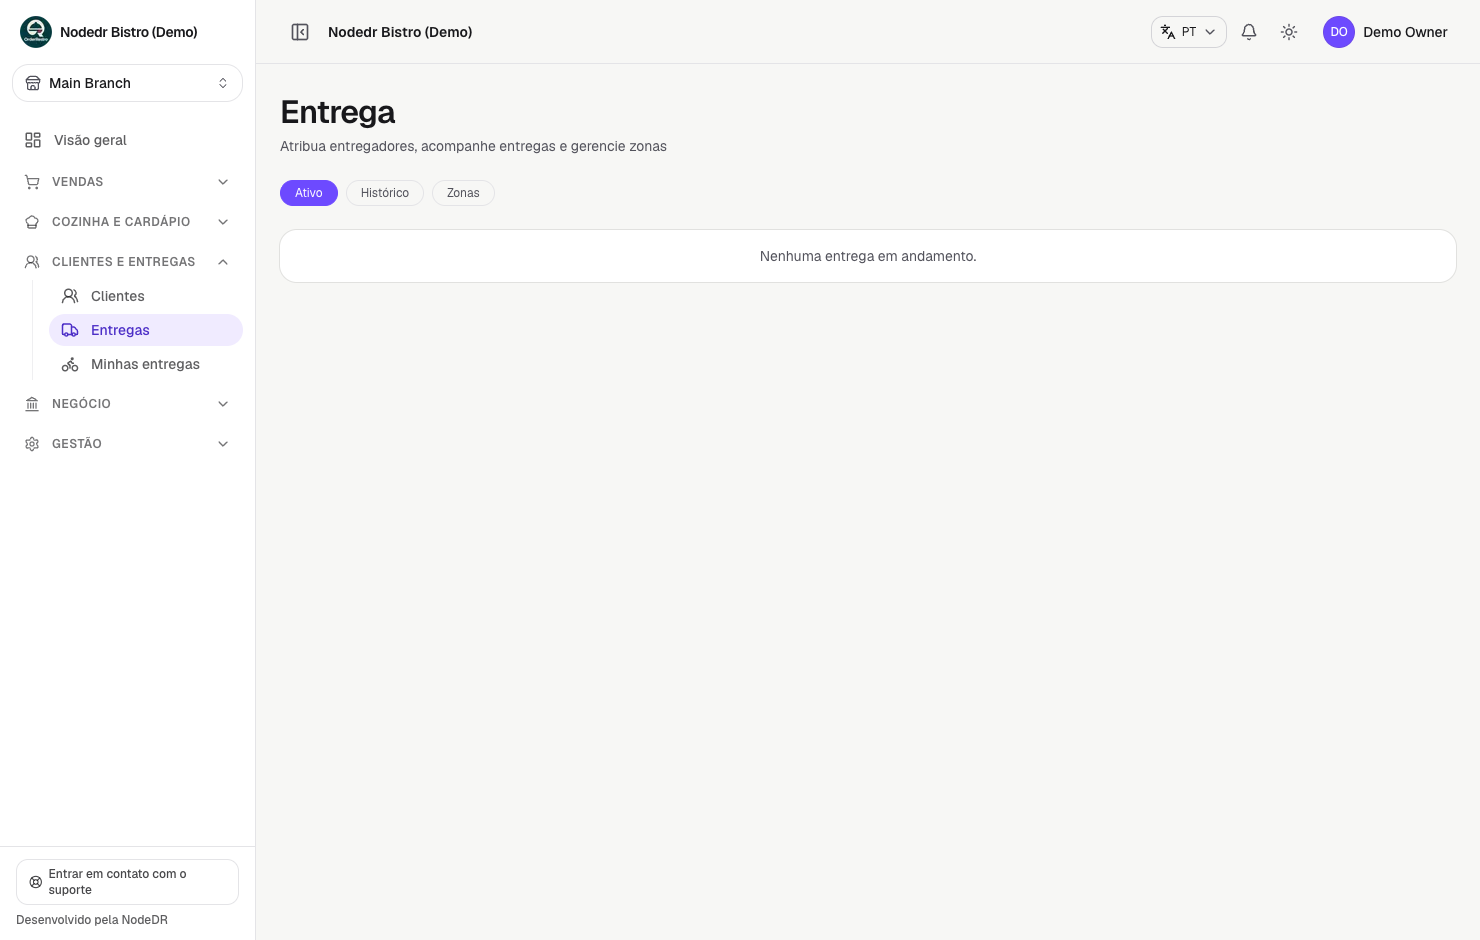 Nodedr Bistro (Demo)
Main Branch
Visão geral
VENDAS
COZINHA E CARDÁPIO
CLIENTES E ENTREGAS
Clientes
Entregas
Minhas entregas
NEGÓCIO
GESTÃO
Entrar em contato com o
suporte
Desenvolvido pela NodeDR
Nodedr Bistro (Demo)
PT
DO
Demo Owner
Entrega
Atribua entregadores, acompanhe entregas e gerencie zonas
Ativo
Histórico
Zonas
Nenhuma entrega em andamento.